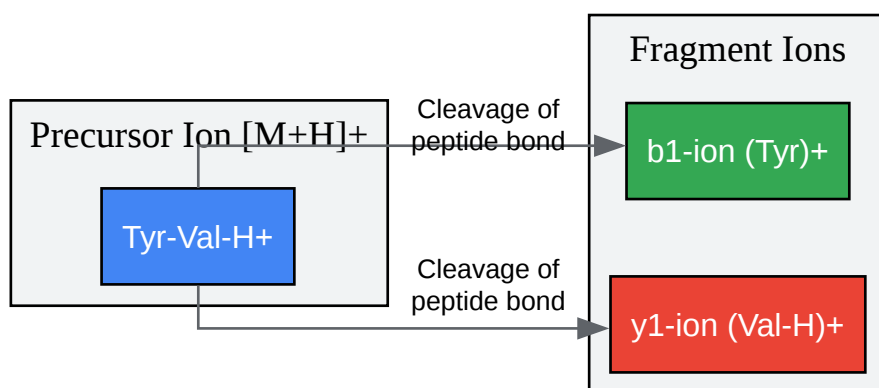 Fragment Ions
Precursor Ion [M+H]+
Cleavage of
peptide bond
b1-ion (Tyr)+
Tyr-Val-H+
Cleavage of
peptide bond
y1-ion (Val-H)+